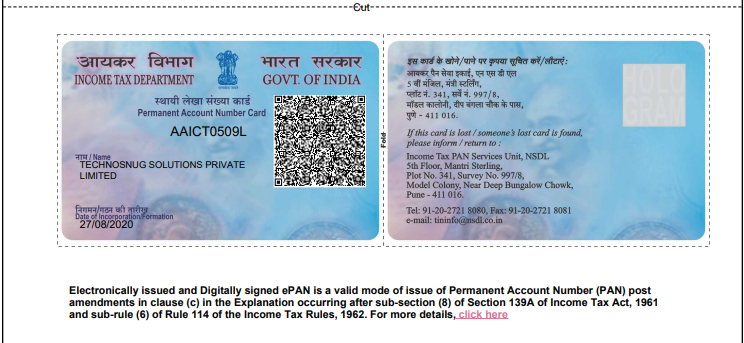 Cut
आयकर विभाग
INCOME TAX DEPARTMENT
भारत सरकार
GOVT. OF INDIA
स्थायी लेखा संख्या कार्ड
Permanent Account Number Card
AAICT0509L
नाम / Name
TECHNOSNUG SOLUTIONS PRIVATE
LIMITED
निगमन/गठन की तारीख
Date of Incorporation/Formation
27/08/2020
Fold
इस कार्ड के खोने/पाने पर कृपया सूचित करें/लौटाएं:
आयकर पैन सेवा इकाई, एन एस डी एल
5 वीं मंजिल, मंत्री स्टर्लिंग,
प्लॉट नं. 341, सर्वे नं. 997/8,
मॉडल कालोनी, दीप बंगला चौक के पास,
पुणे - 411 016.
If this card is lost / someone's lost card is found,
please inform / return to :
Income Tax PAN Services Unit, NSDL
5th Floor, Mantri Sterling,
Plot No. 341, Survey No. 997/8,
Model Colony, Near Deep Bungalow Chowk,
Pune - 411 016.
Tel: 91-20-2721 8080, Fax: 91-20-2721 8081
e-mail: tininfo@nsdl.co.in
HOLO
GRAM
Electronically issued and Digitally signed ePAN is a valid mode of issue of Permanent Account Number (PAN) post
amendments in clause (c) in the Explanation occurring after sub-section (8) of Section 139A of Income Tax Act, 1961
and sub-rule (6) of Rule 114 of the Income Tax Rules, 1962. For more details, click here